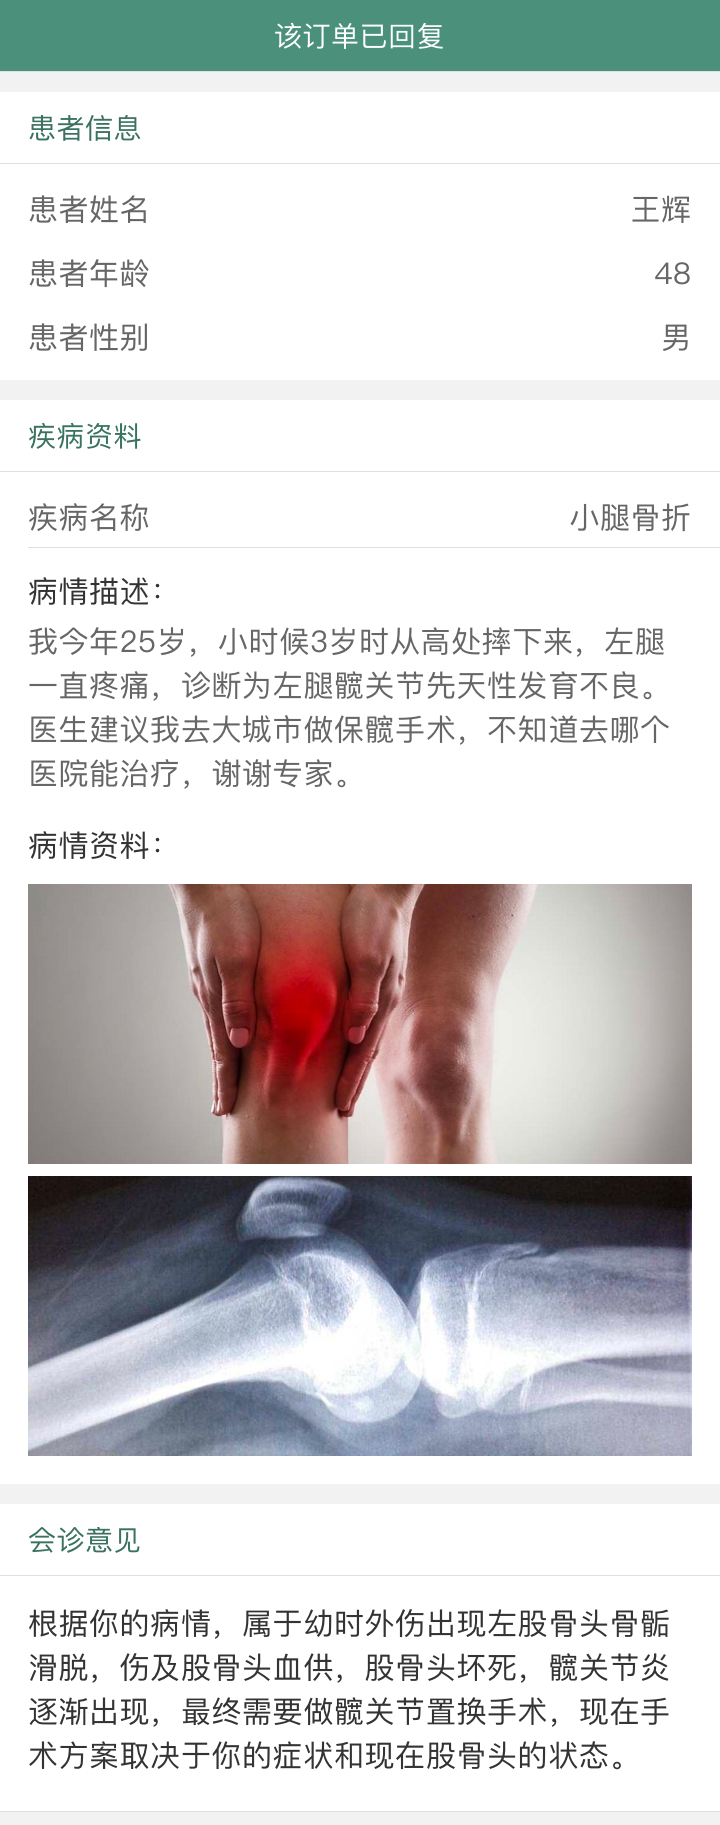 该订单已回复
患者信息
患者姓名 王辉
患者年龄 48
患者性别 男
疾病资料
疾病名称 小腿骨折
病情描述：
我今年25岁，小时候3岁时从高处摔下来，左腿
一直疼痛，诊断为左腿髋关节先天性发育不良。
医生建议我去大城市做保髋手术，不知道去哪个
医院能治疗，谢谢专家。
病情资料：
会诊意见
根据你的病情，属于幼时外伤出现左股骨头骨骺
滑脱，伤及股骨头血供，股骨头坏死，髋关节炎
逐渐出现，最终需要做髋关节置换手术，现在手
术方案取决于你的症状和现在股骨头的状态。